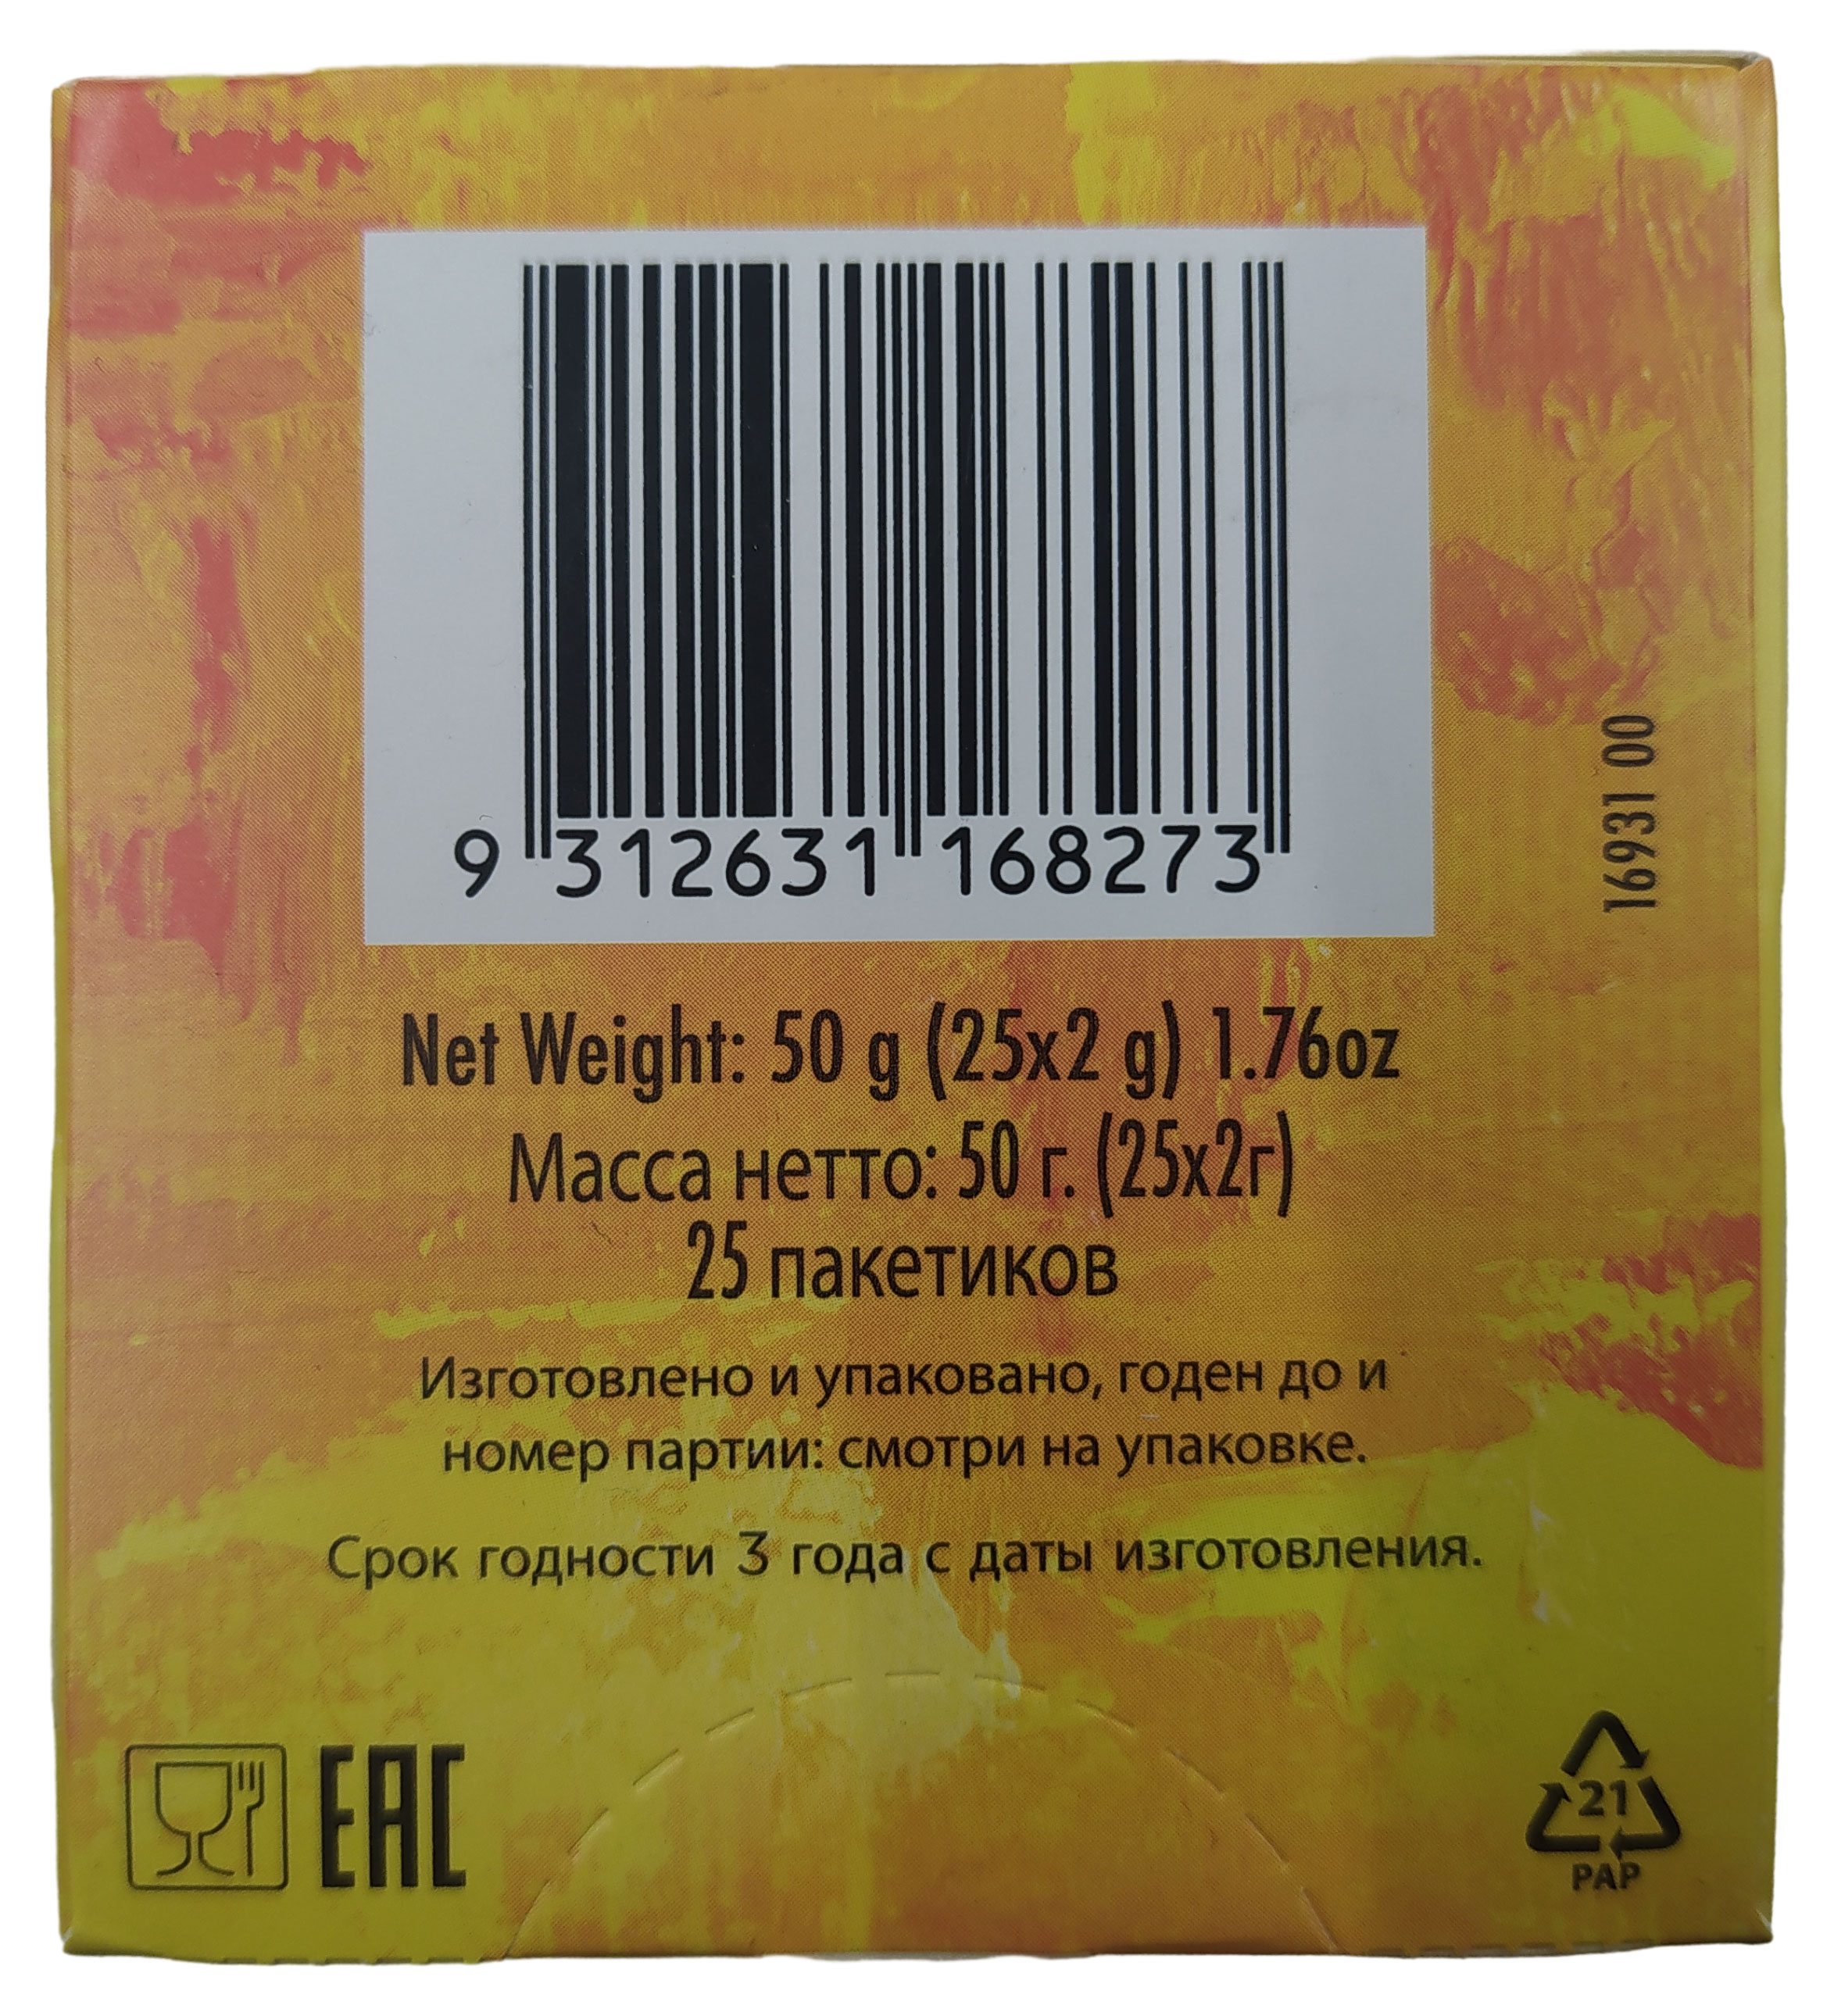 9 312631 168273
16931 00
Net Weight: 50 g (25x2 g) 1.76oz
Масса нетто: 50 г. (25x2г)
25 пакетиков
Изготовлено и упаковано, годен до и
номер партии: смотри на упаковке.
Срок годности 3 года с даты изготовления.
EAC
21
PAP